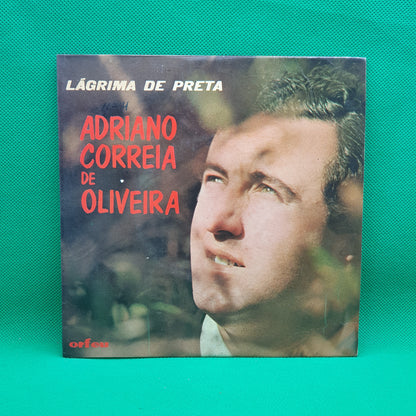 LÁGRIMA DE PRETA
ADRIANO
CORREIA
DE
OLIVEIRA
orfeu